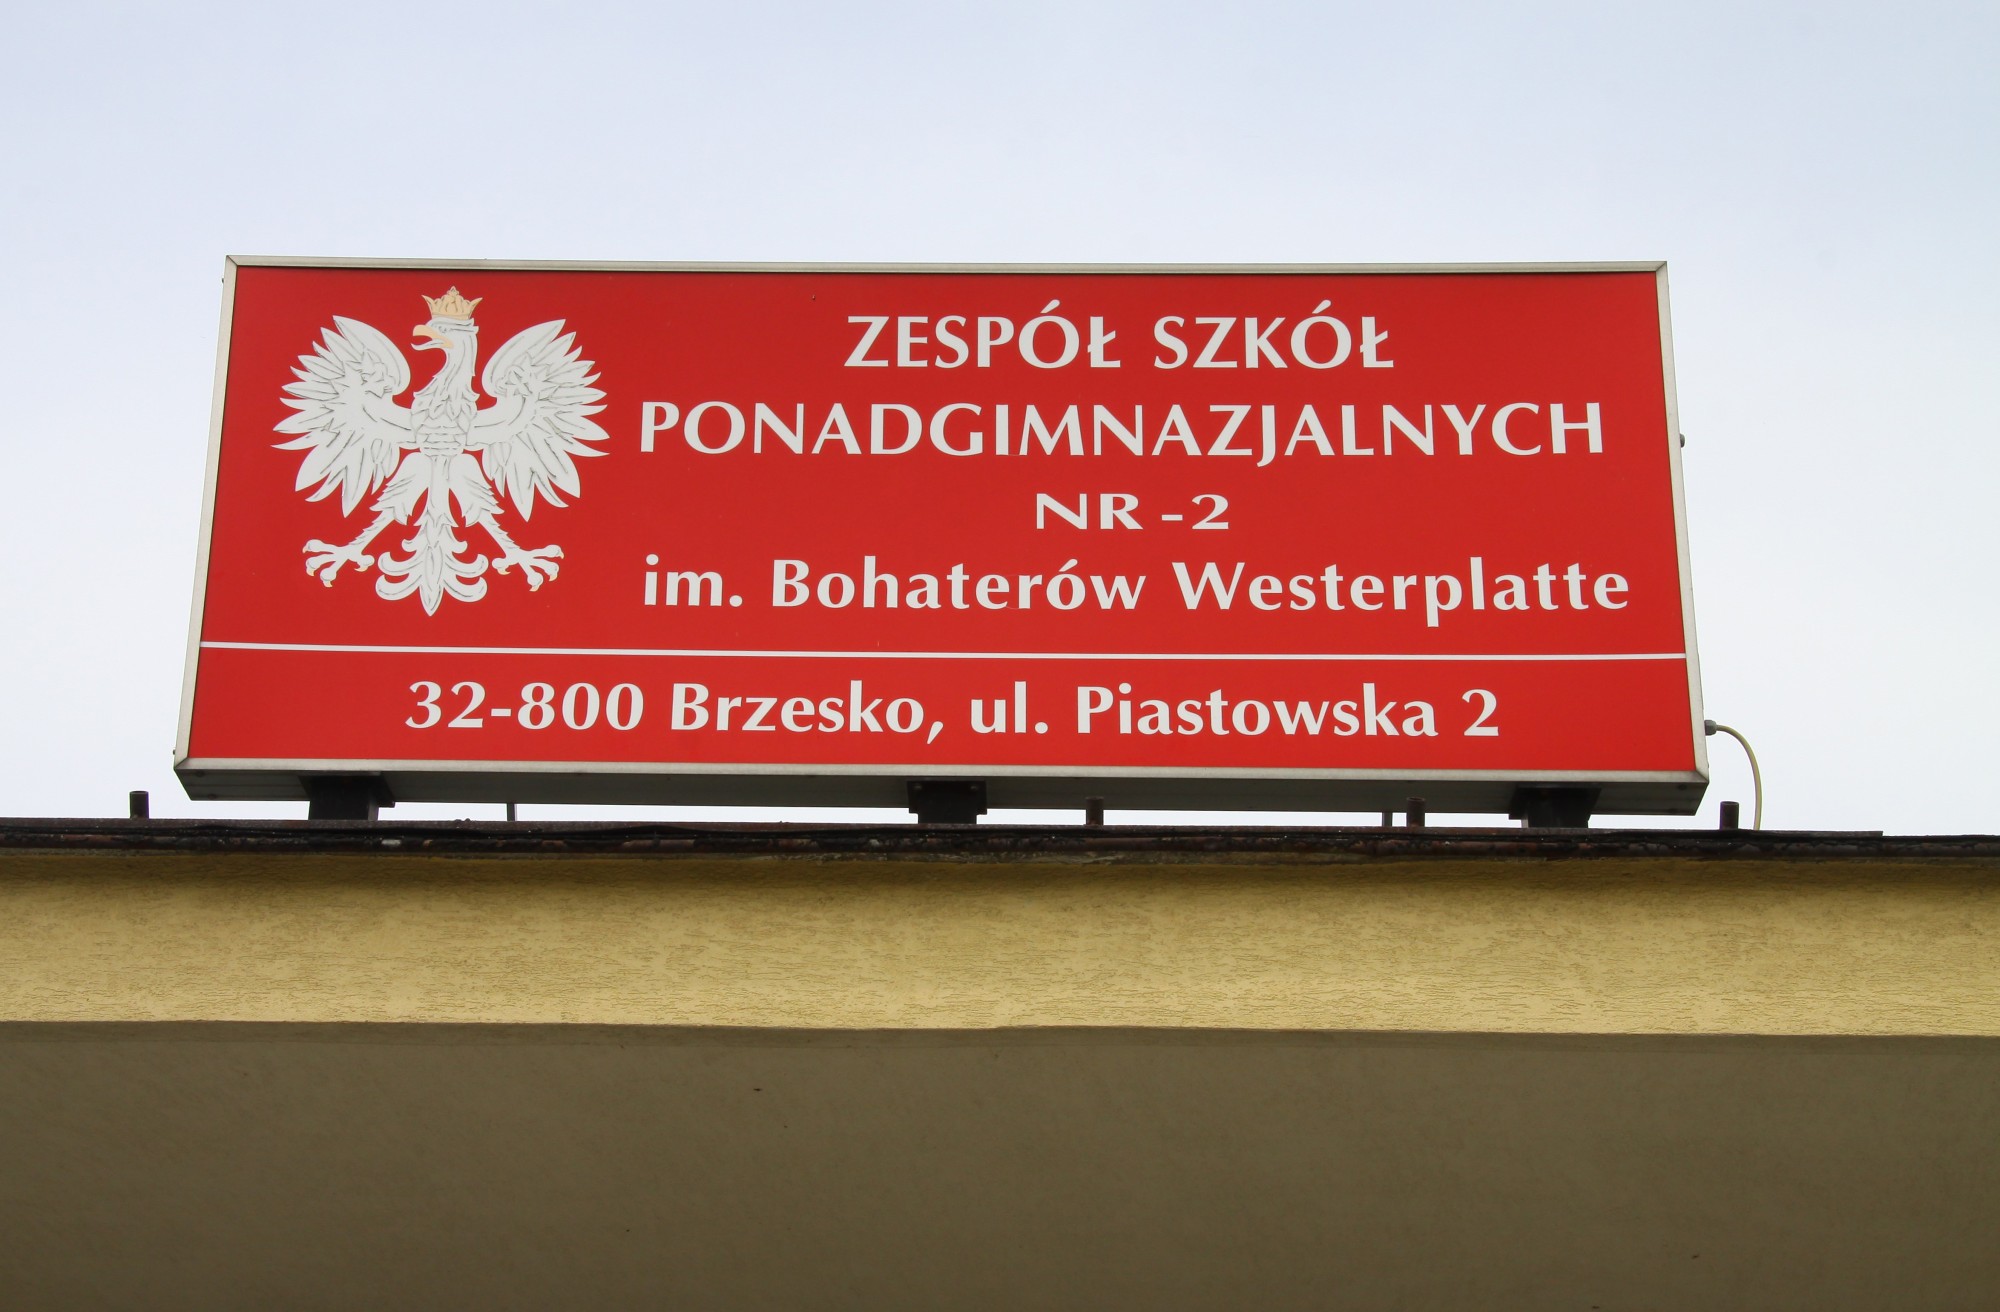 ZESPÓŁ SZKÓŁ
PONADGIMNAZJALNYCH
NR -2
im. Bohaterów Westerplatte
32-800 Brzesko, ul. Piastowska 2